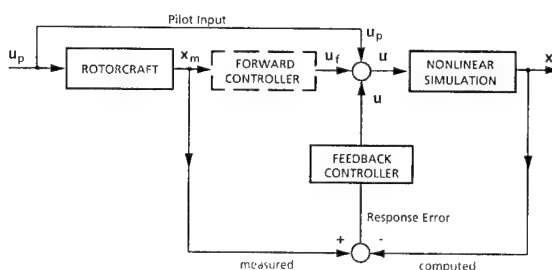 Pilot Input
u_p
u_p
ROTORCRAFT
x_m
FORWARD
CONTROLLER
u_f
u
NONLINEAR
SIMULATION
x
u
FEEDBACK
CONTROLLER
Response Error
+
-
measured
computed